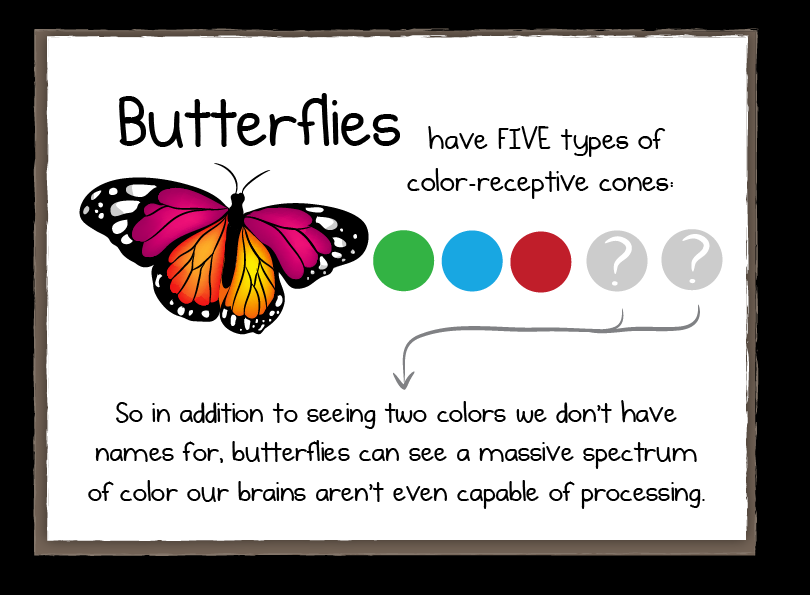 Butterflies have FIVE types of
color-receptive cones:
? ?
So in addition to seeing two colors we don't have
names for, butterflies can see a massive spectrum
of color our brains aren't even capable of processing.